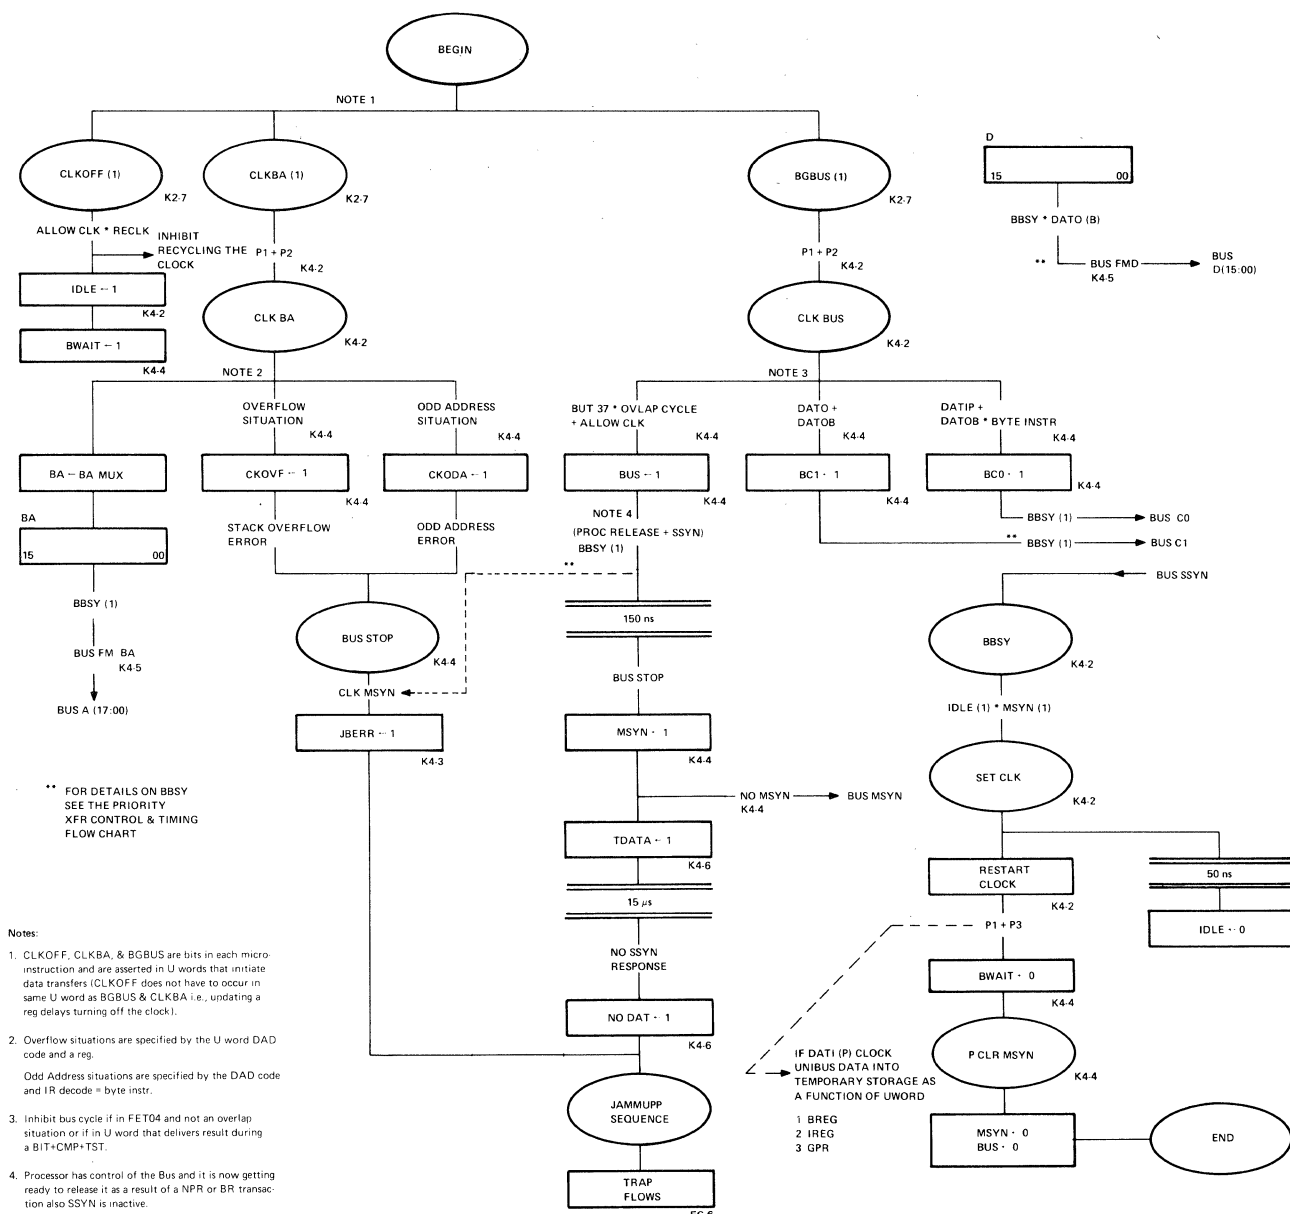 BEGIN
NOTE 1
CLKOFF (1)
K2-7
CLKBA (1)
K2-7
BGBUS (1)
K2-7
D
15 00
ALLOW CLK * RECLK
INHIBIT
RECYCLING THE
CLOCK
P1 + P2
K4-2
P1 + P2
K4-2
BBSY * DATO (B)
** BUS FMD
K4-5
BUS
D(15:00)
IDLE ← 1
K4-2
BWAIT ← 1
K4-4
CLK BA
K4-2
CLK BUS
K4-2
NOTE 2
NOTE 3
OVERFLOW
SITUATION
K4-4
ODD ADDRESS
SITUATION
K4-4
BUT 37 * OVLAP CYCLE
+ ALLOW CLK
K4-4
DATO +
DATOB
K4-4
DATIP +
DATOB * BYTE INSTR
K4-4
BA ← BA MUX
CKOVF ← 1
K4-4
CKODA ← 1
K4-4
BUS ← 1
K4-4
BC1 ← 1
K4-4
BC0 ← 1
K4-4
BA
15 00
STACK OVERFLOW
ERROR
ODD ADDRESS
ERROR
NOTE 4
(PROC RELEASE + SSYN)
BBSY (1)
**
BBSY (1)
BUS C0
** BBSY (1)
BUS C1
BUS SSYN
BBSY (1)
BUS FM BA
K4-5
BUS A (17:00)
BUS STOP
K4-4
150 ns
BBSY
K4-2
CLK MSYN
BUS STOP
IDLE (1) * MSYN (1)
JBERR ← 1
K4-3
MSYN ← 1
K4-4
SET CLK
K4-2
** FOR DETAILS ON BBSY
SEE THE PRIORITY
XFR CONTROL & TIMING
FLOW CHART
NO MSYN
K4-4
BUS MSYN
TDATA ← 1
K4-6
RESTART
CLOCK
K4-2
50 ns
15 μs
P1 + P3
IDLE ← 0
NO SSYN
RESPONSE
BWAIT ← 0
K4-4
NO DAT ← 1
K4-6
P CLR MSYN
K4-4
IF DATI (P) CLOCK
UNIBUS DATA INTO
TEMPORARY STORAGE AS
A FUNCTION OF UWORD
1 BREG
2 IREG
3 GPR
JAMMUPP
SEQUENCE
MSYN ← 0
BUS ← 0
END
TRAP
FLOWS
Notes:
1. CLKOFF, CLKBA, & BGBUS are bits in each micro-
instruction and are asserted in U words that initiate
data transfers (CLKOFF does not have to occur in
same U word as BGBUS & CLKBA i.e., updating a
reg delays turning off the clock).
2. Overflow situations are specified by the U word DAD
code and a reg.
Odd Address situations are specified by the DAD code
and IR decode = byte instr.
3. Inhibit bus cycle if in FET04 and not an overlap
situation or if in U word that delivers result during
a BIT+CMP+TST.
4. Processor has control of the Bus and it is now getting
ready to release it as a result of a NPR or BR transac-
tion also SSYN is inactive.